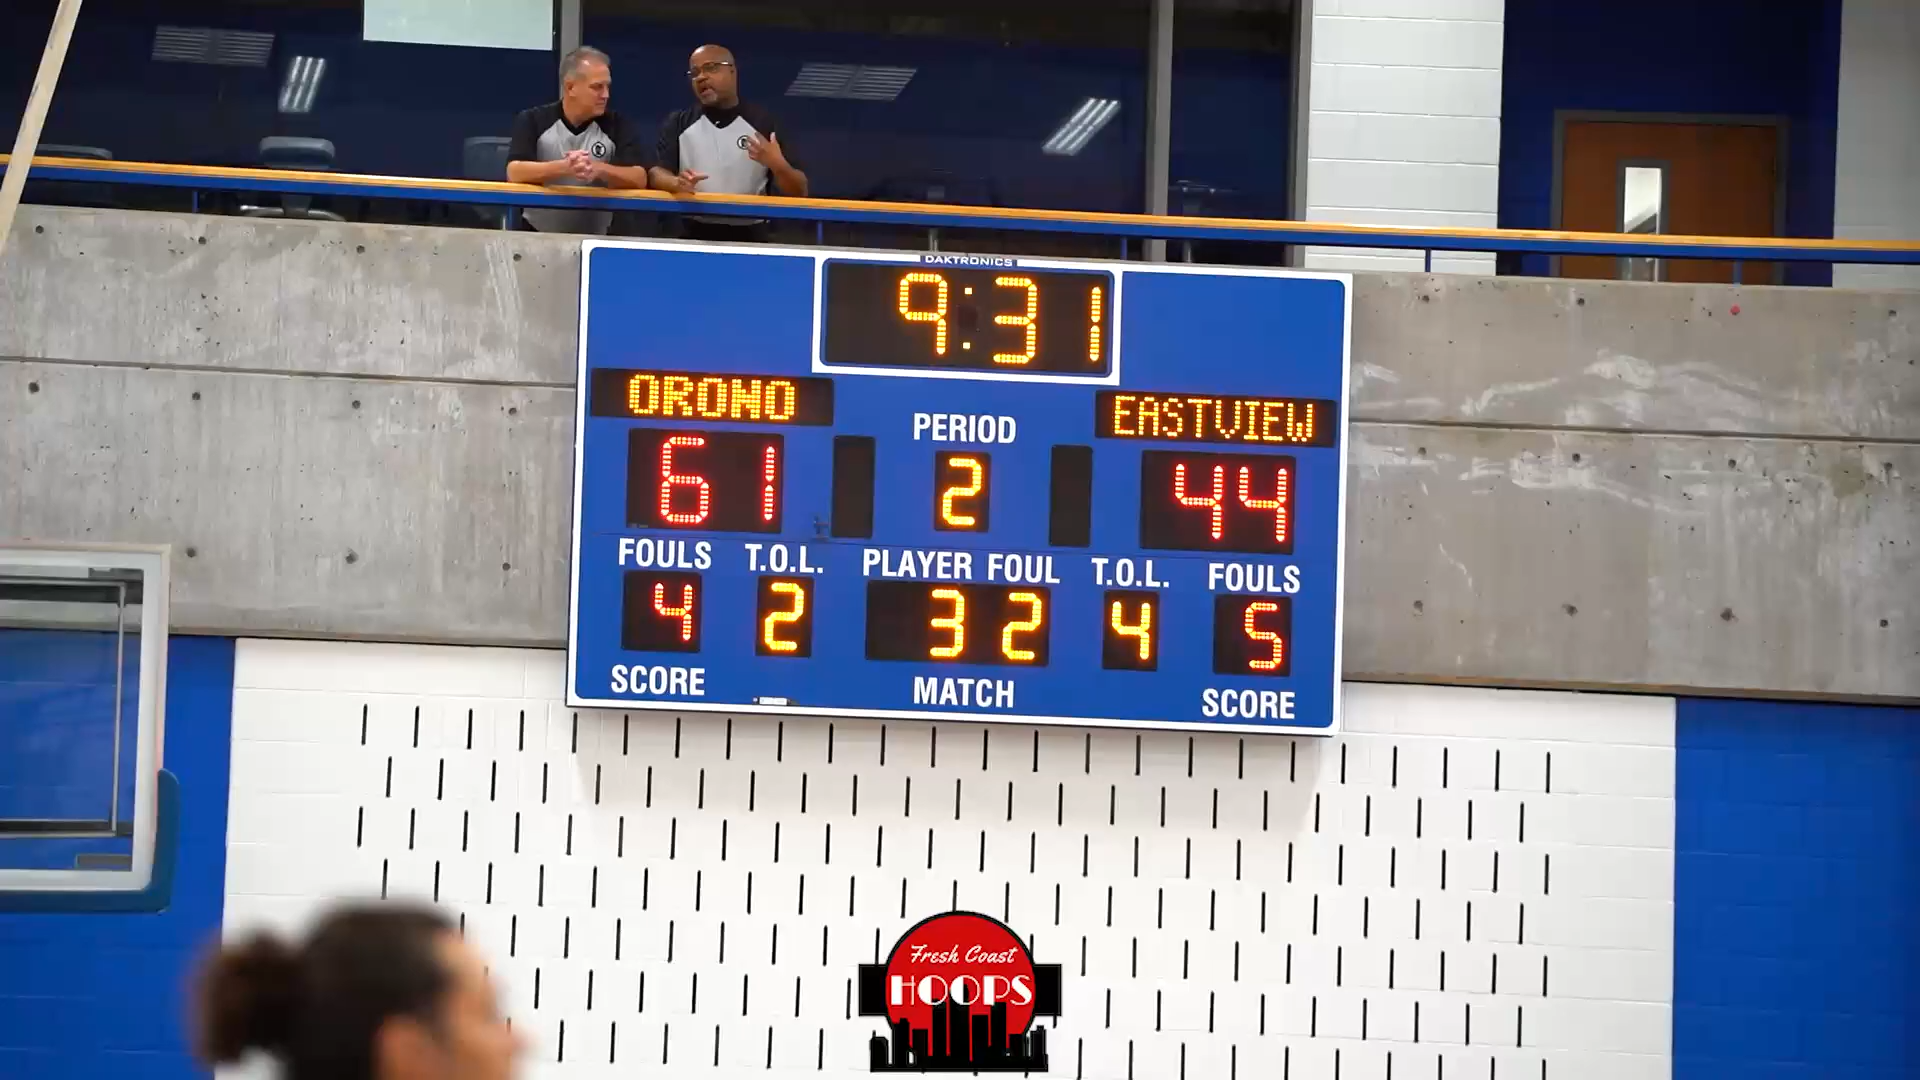 DAKTRONICS
9:31
ORONO EASTVIEW
PERIOD
61 2 44
FOULS T.O.L. PLAYER FOUL T.O.L. FOULS
4 2 32 4 5
SCORE MATCH SCORE
Fresh Coast
HOOPS